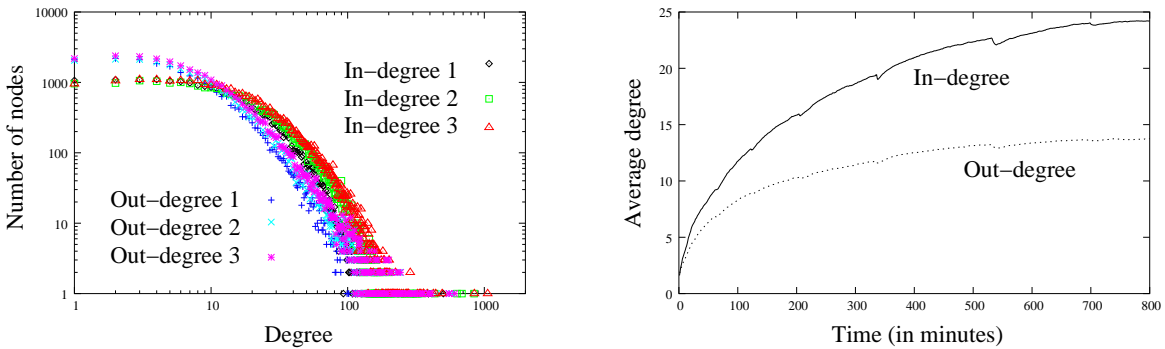 10000
1000
100
10
1
1
10
100
1000
Number of nodes
Degree
In−degree 1
In−degree 2
In−degree 3
Out−degree 1
Out−degree 2
Out−degree 3
25
20
15
10
5
0
0
100
200
300
400
500
600
700
800
Average degree
Time (in minutes)
In−degree
Out−degree